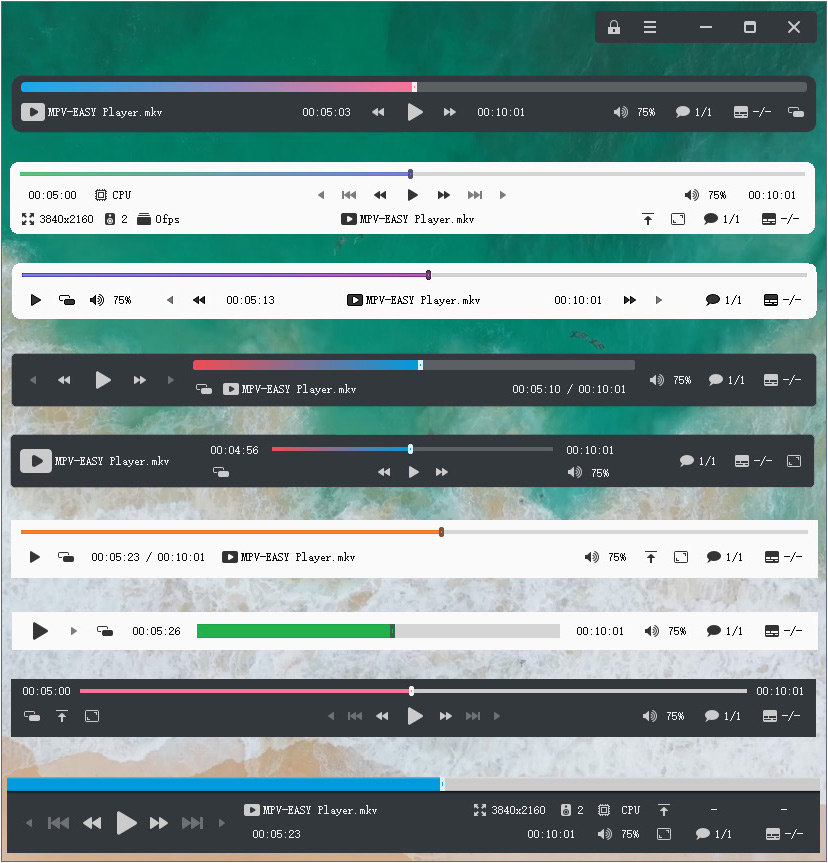 MPV-EASY Player.mkv 00:05:03 00:10:01 75% 1/1 -/-
00:05:00 CPU 75% 00:10:01
3840x2160 2 0fps MPV-EASY Player.mkv 1/1 -/-
75% 00:05:13 MPV-EASY Player.mkv 00:10:01 1/1 -/-
75% 1/1 -/-
MPV-EASY Player.mkv 00:05:10 / 00:10:01
00:04:56 00:10:01
MPV-EASY Player.mkv 1/1 -/-
75%
00:05:23 / 00:10:01 MPV-EASY Player.mkv 75% 1/1 -/-
00:05:26 00:10:01 75% 1/1 -/-
00:05:00 00:10:01
75% 1/1 -/-
MPV-EASY Player.mkv 3840x2160 2 CPU - -
00:05:23 00:10:01 75% 1/1 -/-